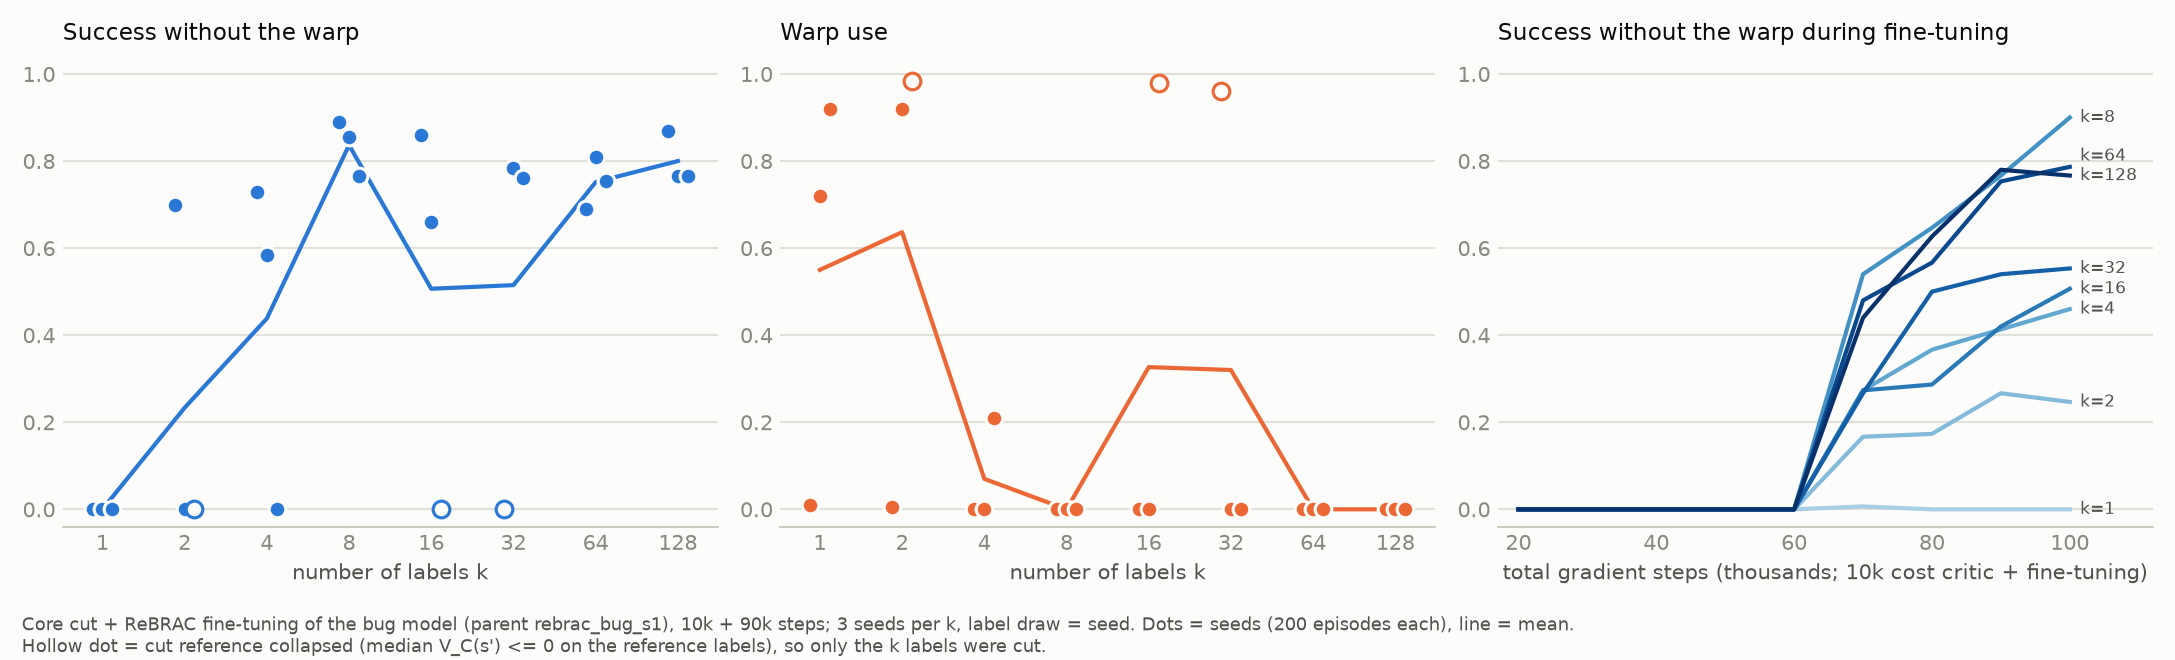 Success without the warp
1.0
0.8
0.6
0.4
0.2
0.0
1 2 4 8 16 32 64 128
number of labels k
Warp use
1.0
0.8
0.6
0.4
0.2
0.0
1 2 4 8 16 32 64 128
number of labels k
Success without the warp during fine-tuning
1.0
0.8
0.6
0.4
0.2
0.0
k=8
k=64
k=128
k=32
k=16
k=4
k=2
k=1
20 40 60 80 100
total gradient steps (thousands; 10k cost critic + fine-tuning)
Core cut + ReBRAC fine-tuning of the bug model (parent rebrac_bug_s1), 10k + 90k steps; 3 seeds per k, label draw = seed. Dots = seeds (200 episodes each), line = mean.
Hollow dot = cut reference collapsed (median V_C(s') <= 0 on the reference labels), so only the k labels were cut.